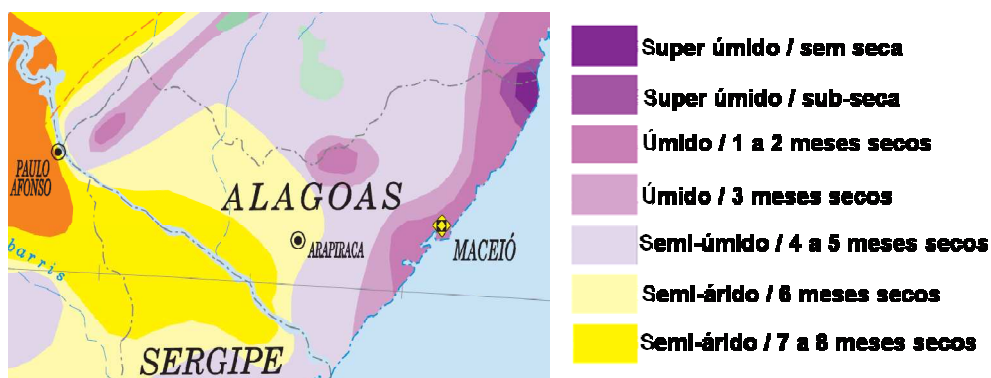 PAULO
AFONSO
ALAGOAS
ARAPIRACA
MACEIÓ
barris
SERGIPE
Super úmido / sem seca
Super úmido / sub-seca
Úmido / 1 a 2 meses secos
Úmido / 3 meses secos
Semi-úmido / 4 a 5 meses secos
Semi-árido / 6 meses secos
Semi-árido / 7 a 8 meses secos